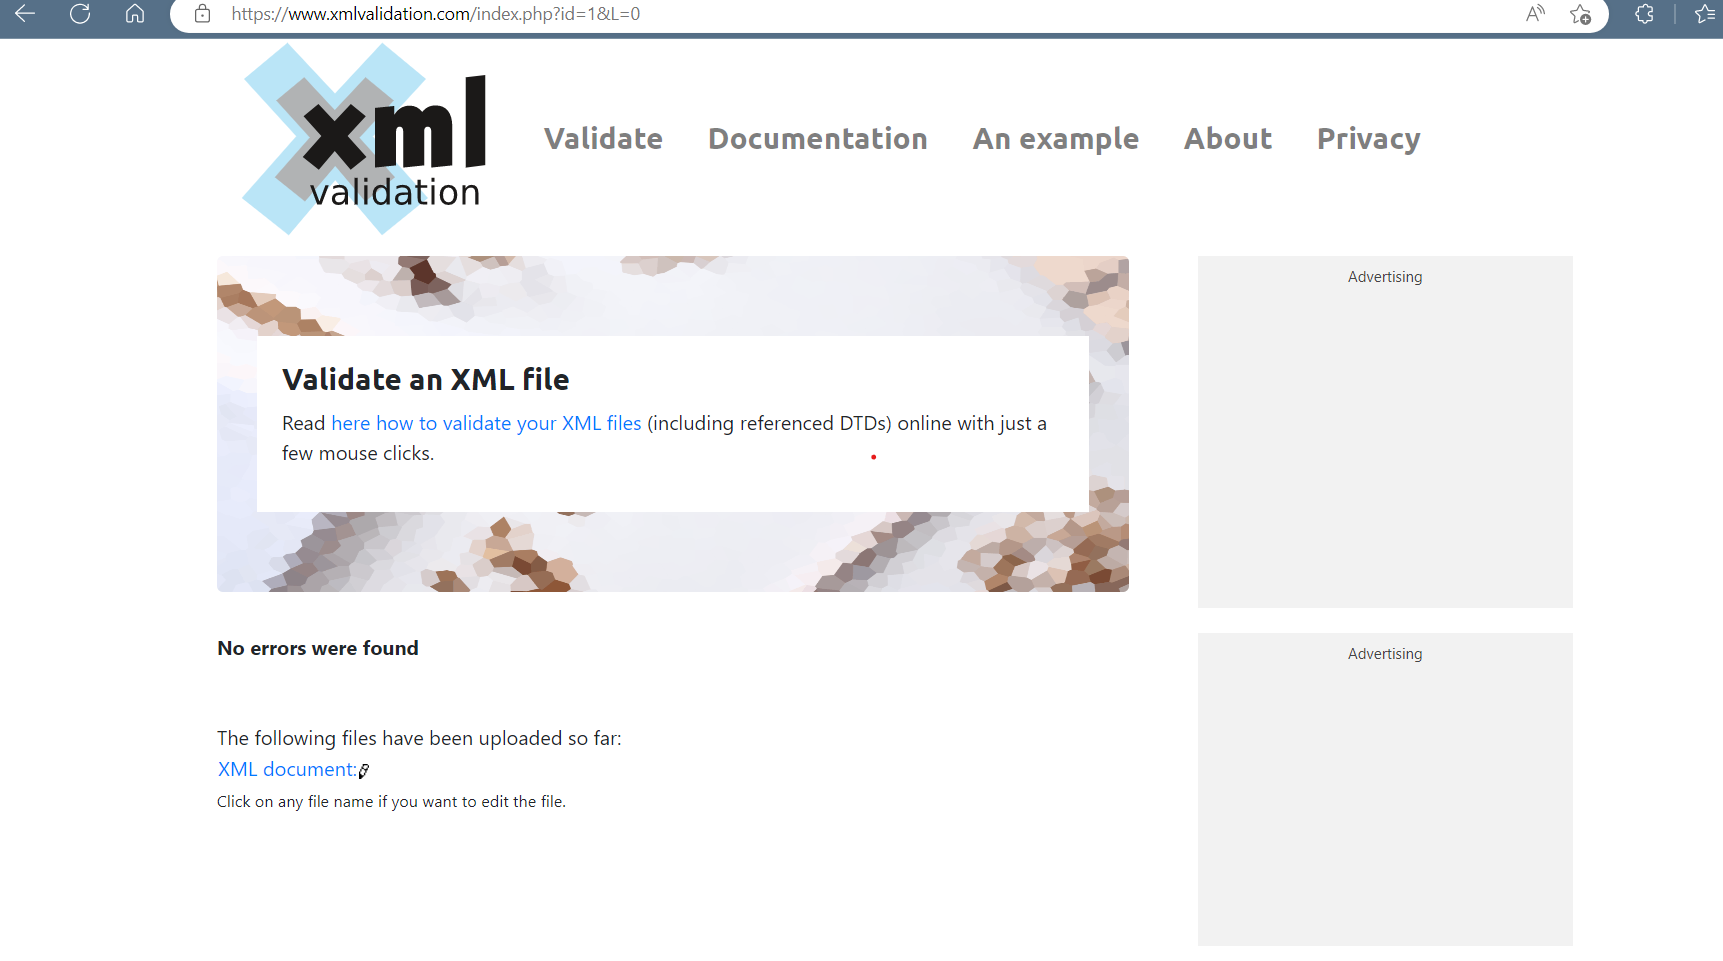 https://www.xmlvalidation.com/index.php?id=1&L=0
xml
validation
Validate
Documentation
An example
About
Privacy
Validate an XML file
Read here how to validate your XML files (including referenced DTDs) online with just a
few mouse clicks.
Advertising
No errors were found
Advertising
The following files have been uploaded so far:
XML document:
Click on any file name if you want to edit the file.